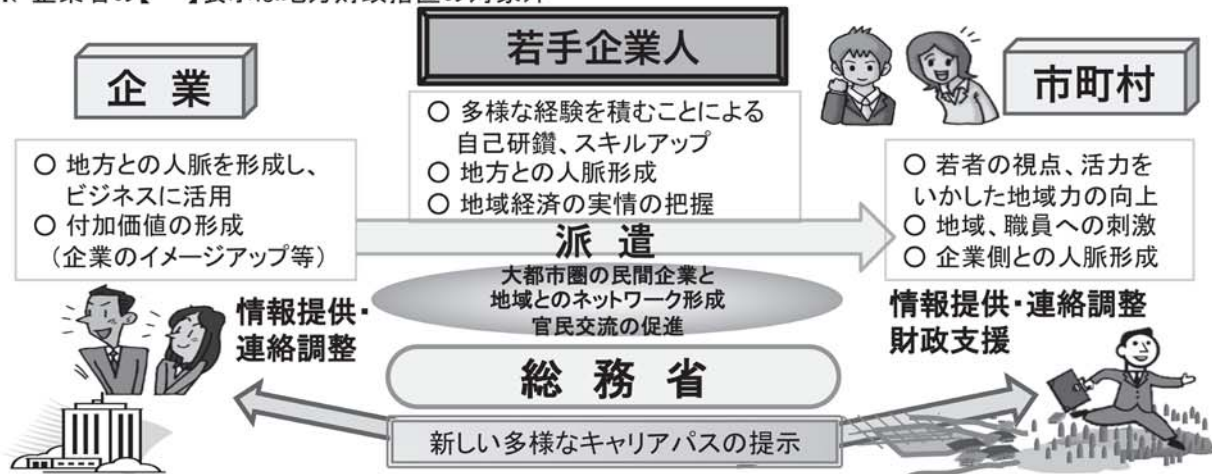 若手企業人
企業
市町村
○ 地方との人脈を形成し、
ビジネスに活用
○ 付加価値の形成
（企業のイメージアップ等）
○ 多様な経験を積むことによる
自己研鑽、スキルアップ
○ 地方との人脈形成
○ 地域経済の実情の把握
○ 若者の視点、活力を
いかした地域力の向上
○ 地域、職員への刺激
○ 企業側との人脈形成
派遣
大都市圏の民間企業と
地域とのネットワーク形成
官民交流の促進
情報提供・
連絡調整
情報提供・連絡調整
財政支援
総務省
新しい多様なキャリアパスの提示